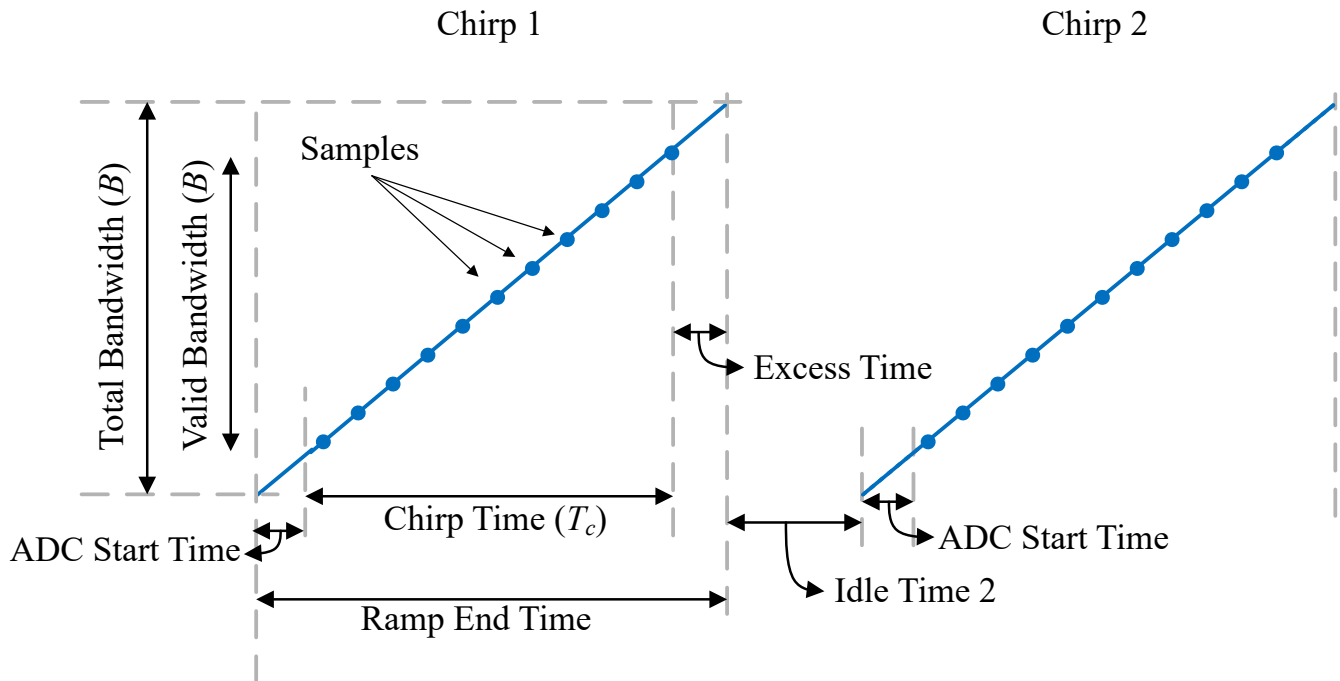 Chirp 1
Chirp 2
Samples
Total Bandwidth (B)
Valid Bandwidth (B)
Excess Time
Chirp Time (Tc)
ADC Start Time
ADC Start Time
Idle Time 2
Ramp End Time